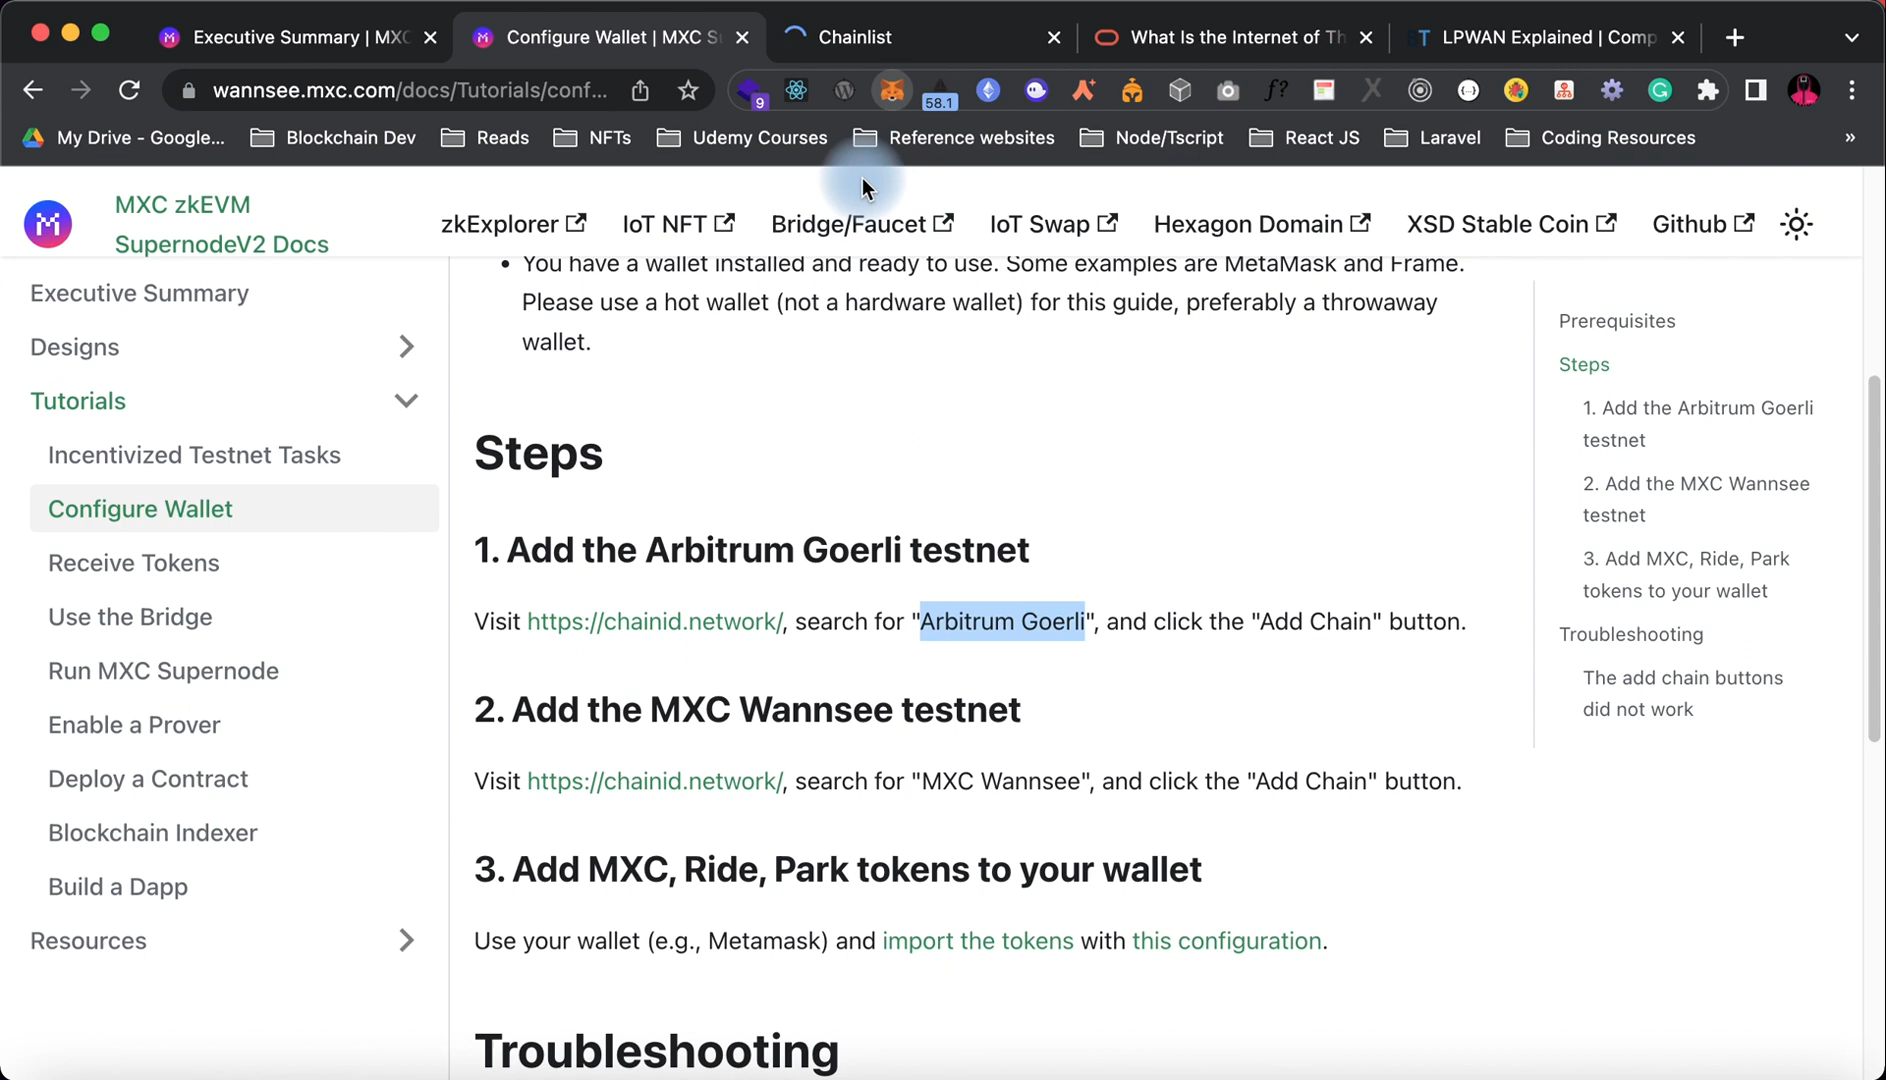 Executive Summary | MXC
Configure Wallet | MXC S
Chainlist
What Is the Internet of Th
LPWAN Explained | Comp
wannsee.mxc.com/docs/Tutorials/conf...
9
58.1
f?
My Drive - Google...
Blockchain Dev
Reads
NFTs
Udemy Courses
Reference websites
Node/Tscript
React JS
Laravel
Coding Resources
»
MXC zkEVM
SupernodeV2 Docs
zkExplorer
IoT NFT
Bridge/Faucet
IoT Swap
Hexagon Domain
XSD Stable Coin
Github
Executive Summary
Designs
Tutorials
Incentivized Testnet Tasks
Configure Wallet
Receive Tokens
Use the Bridge
Run MXC Supernode
Enable a Prover
Deploy a Contract
Blockchain Indexer
Build a Dapp
Resources
• You have a wallet installed and ready to use. Some examples are MetaMask and Frame.
Please use a hot wallet (not a hardware wallet) for this guide, preferably a throwaway
wallet.
Steps
1. Add the Arbitrum Goerli testnet
Visit https://chainid.network/, search for "Arbitrum Goerli", and click the "Add Chain" button.
2. Add the MXC Wannsee testnet
Visit https://chainid.network/, search for "MXC Wannsee", and click the "Add Chain" button.
3. Add MXC, Ride, Park tokens to your wallet
Use your wallet (e.g., Metamask) and import the tokens with this configuration.
Troubleshooting
Prerequisites
Steps
1. Add the Arbitrum Goerli
testnet
2. Add the MXC Wannsee
testnet
3. Add MXC, Ride, Park
tokens to your wallet
Troubleshooting
The add chain buttons
did not work